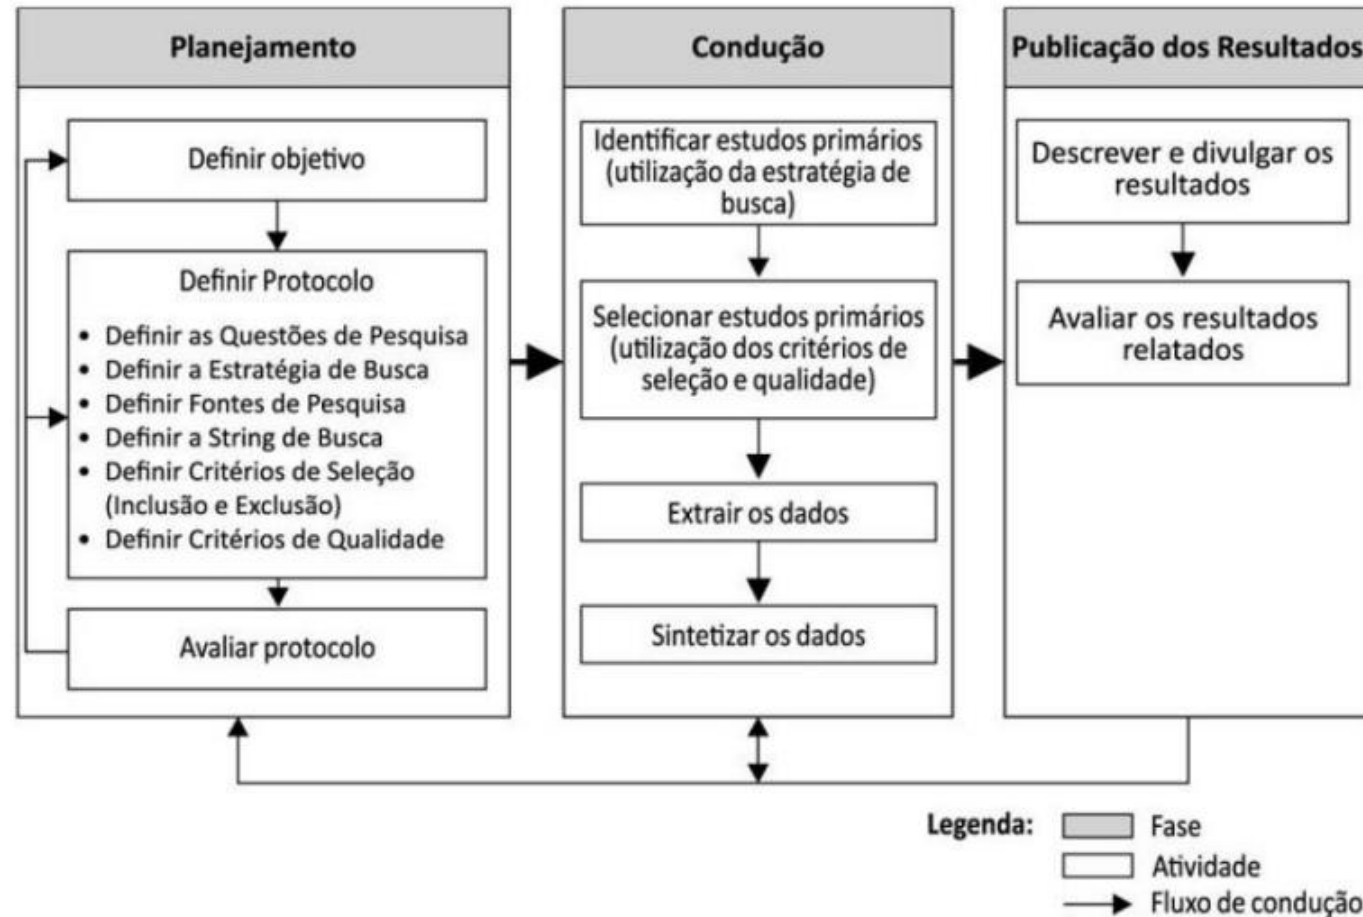 Planejamento
Definir objetivo
Definir Protocolo
• Definir as Questões de Pesquisa
• Definir a Estratégia de Busca
• Definir Fontes de Pesquisa
• Definir a String de Busca
• Definir Critérios de Seleção
(Inclusão e Exclusão)
• Definir Critérios de Qualidade
Avaliar protocolo
Condução
Identificar estudos primários
(utilização da estratégia de
busca)
Selecionar estudos primários
(utilização dos critérios de
seleção e qualidade)
Extrair os dados
Sintetizar os dados
Publicação dos Resultados
Descrever e divulgar os
resultados
Avaliar os resultados
relatados
Legenda:
Fase
Atividade
Fluxo de condução